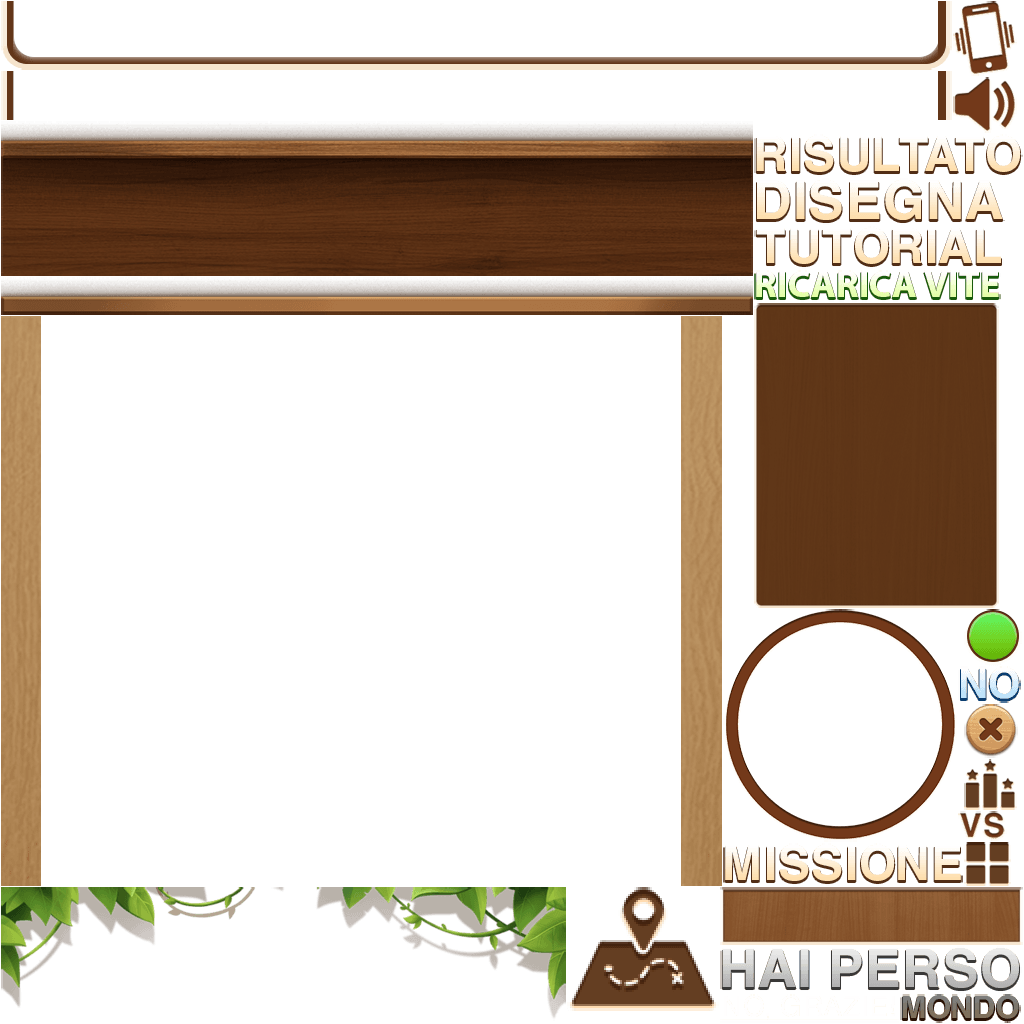 RISULTATO
DISEGNA
TUTORIAL
RICARICA VITE
NO
VS
MISSIONE
HAI PERSO
MONDO